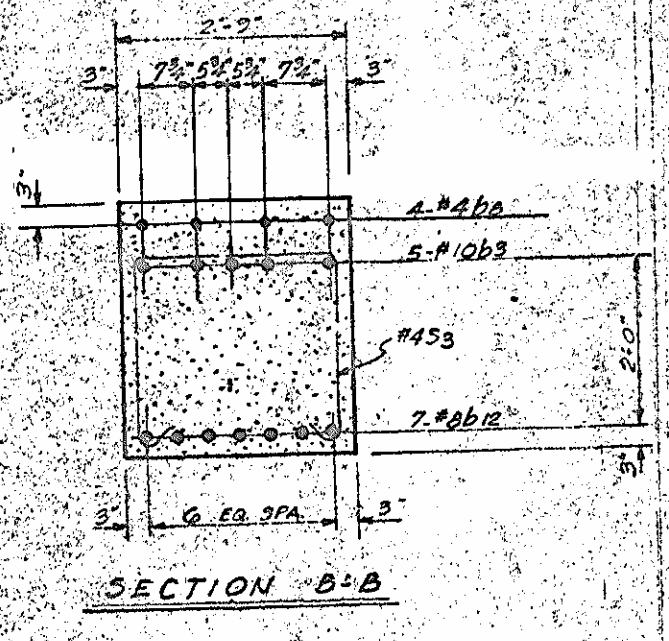 2'-9"
3" 7¾" 5¾" 5¾" 7¾" 3"
3"
4-#4b8
5-#10b3
#4S3
2'-0"
7-#8b12
3"
3" 6 EQ. SPA. 3"
SECTION B-B